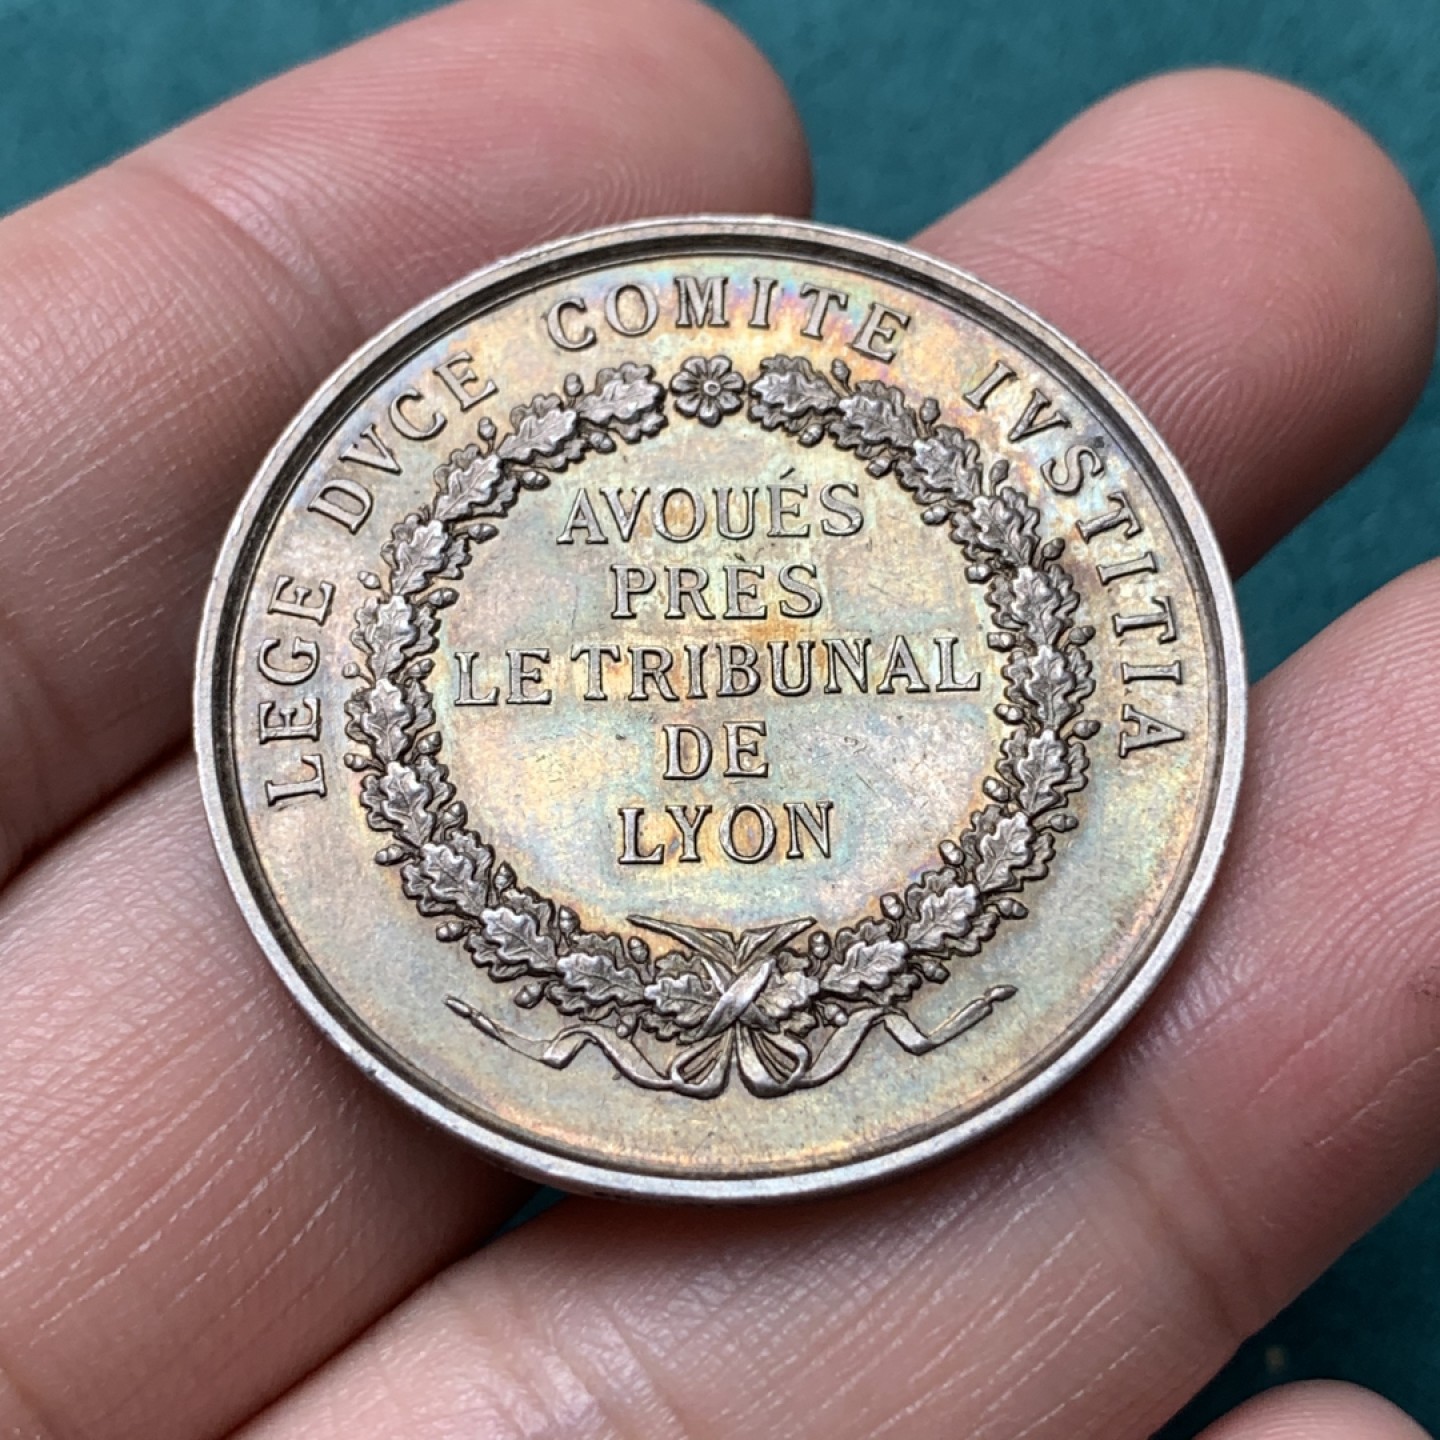 LEGE DVCE COMITE IVSTITIA
AVOUÉS
PRÈS
LE TRIBUNAL
DE
LYON